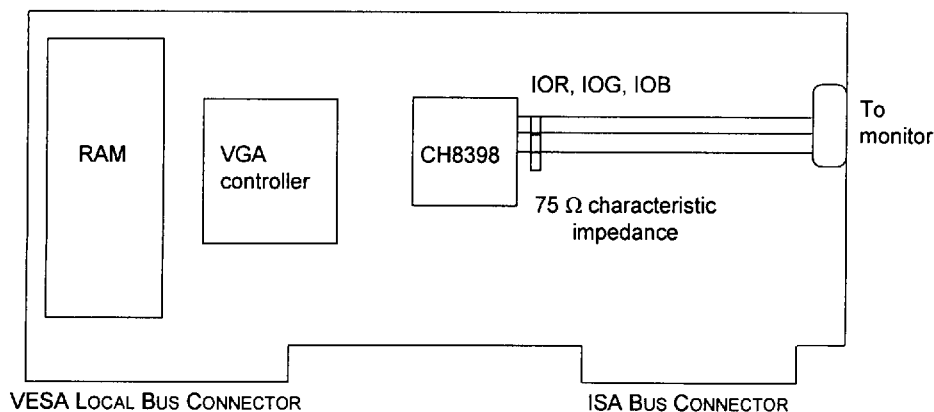 IOR, IOG, IOB
To
monitor
RAM
VGA
controller
CH8398
75 Ω characteristic
impedance
VESA LOCAL BUS CONNECTOR
ISA BUS CONNECTOR